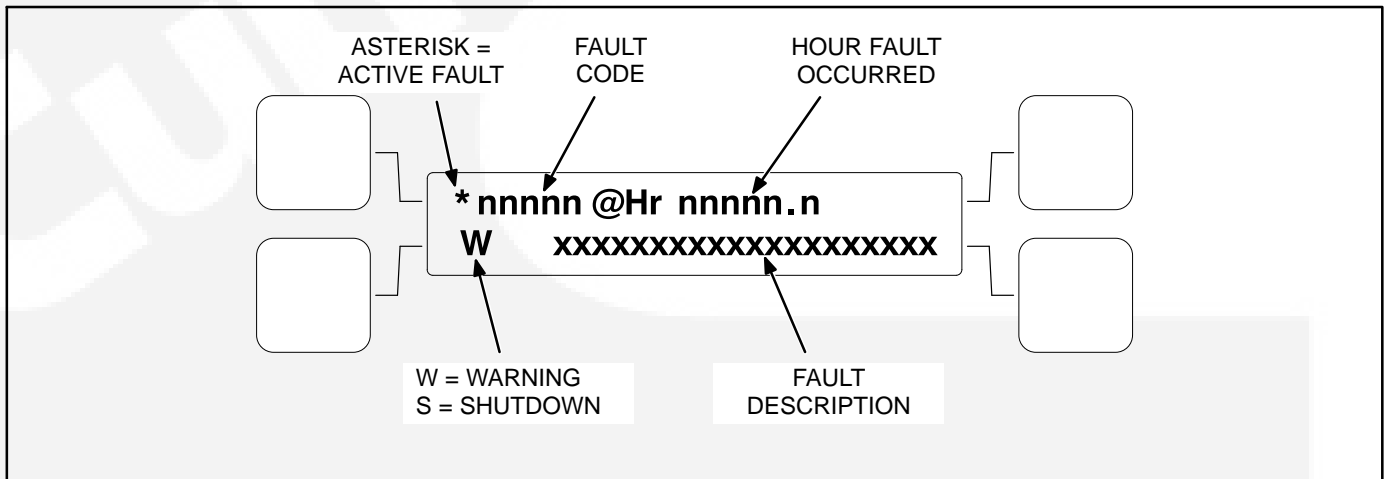 ASTERISK =
ACTIVE FAULT
FAULT
CODE
HOUR FAULT
OCCURRED
* nnnnn @Hr nnnnn.n
W xxxxxxxxxxxxxxxxxxxx
W = WARNING
S = SHUTDOWN
FAULT
DESCRIPTION